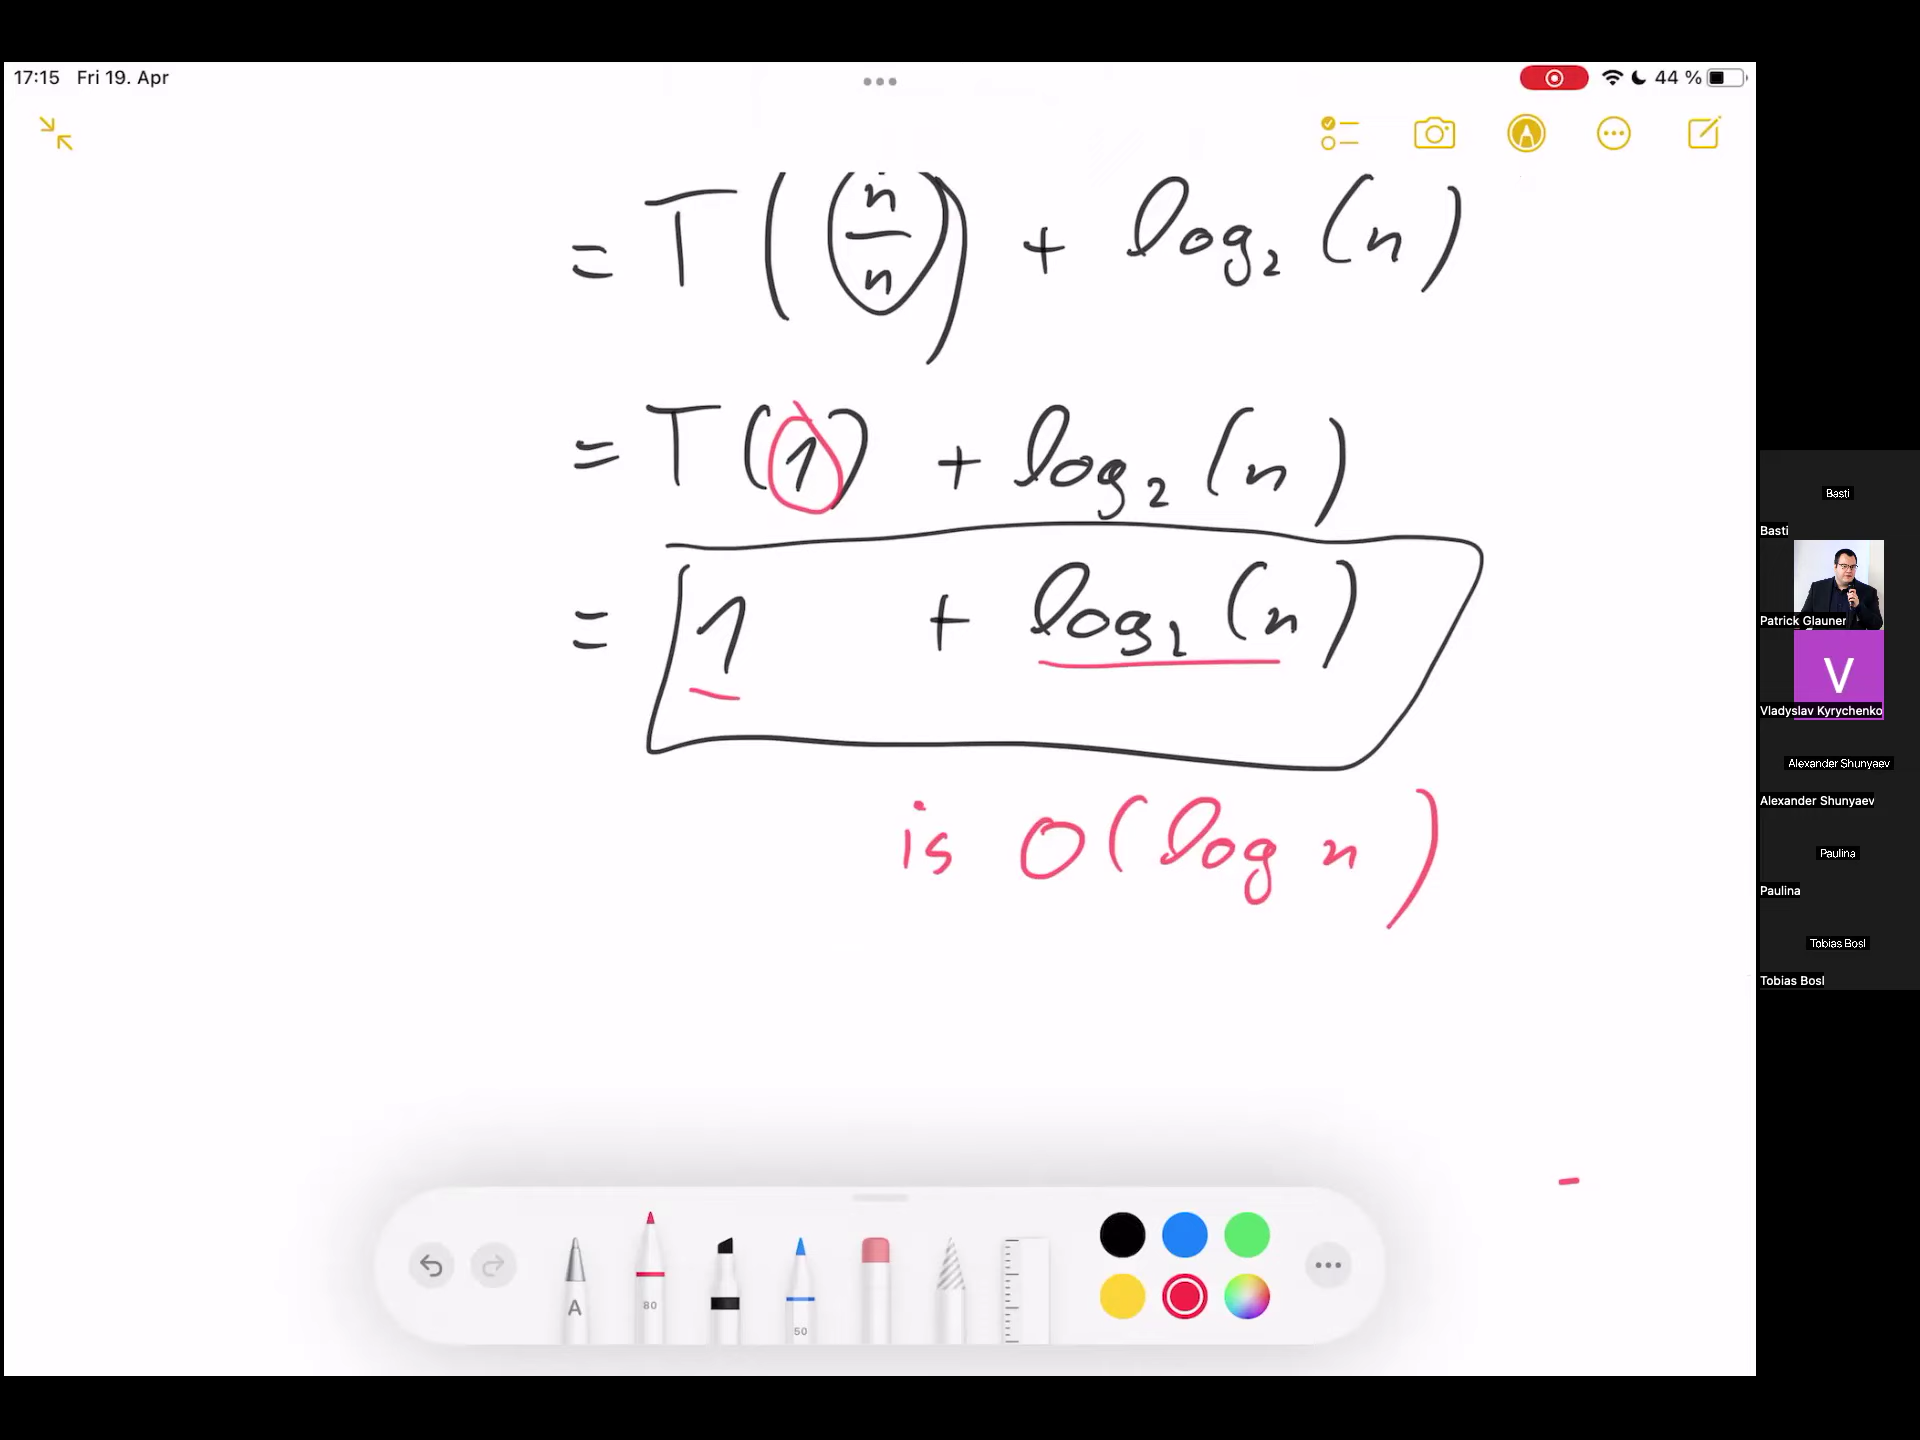 17:15 Fri 19. Apr
44 %
= T(n/n) + log₂(n)
= T(1) + log₂(n)
= 1 + log₂(n)
is O(log n)
A
80
50
Basti
Basti
Patrick Glauner
V
Vladyslav Kyrychenko
Alexander Shunyaev
Alexander Shunyaev
Paulina
Paulina
Tobias Bosl
Tobias Bosl